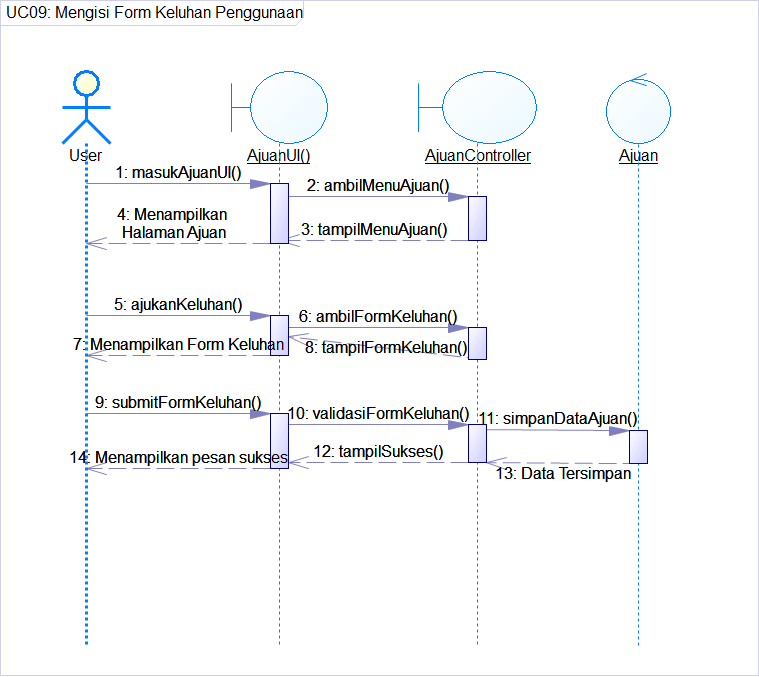 UC09: Mengisi Form Keluhan Penggunaan
User
AjuanUI()
AjuanController
Ajuan
1: masukAjuanUI()
2: ambilMenuAjuan()
4: Menampilkan
Halaman Ajuan
3: tampilMenuAjuan()
5: ajukanKeluhan()
6: ambilFormKeluhan()
7: Menampilkan Form Keluhan
8: tampilFormKeluhan()
9: submitFormKeluhan()
10: validasiFormKeluhan()
11: simpanDataAjuan()
12: tampilSukses()
14: Menampilkan pesan sukses
13: Data Tersimpan